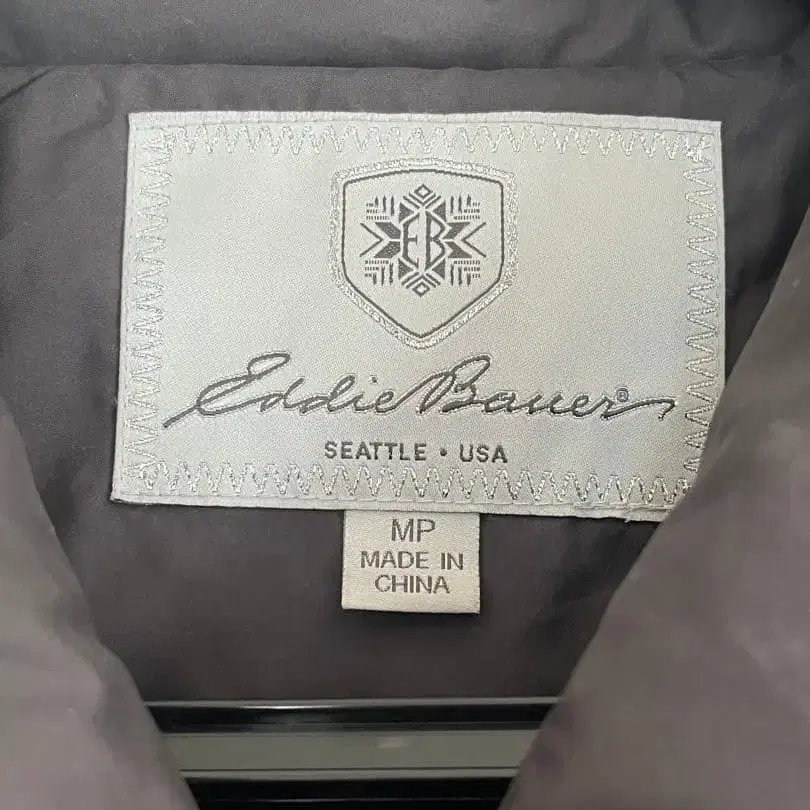 EB
Eddie Bauer®
SEATTLE • USA
MP
MADE IN
CHINA